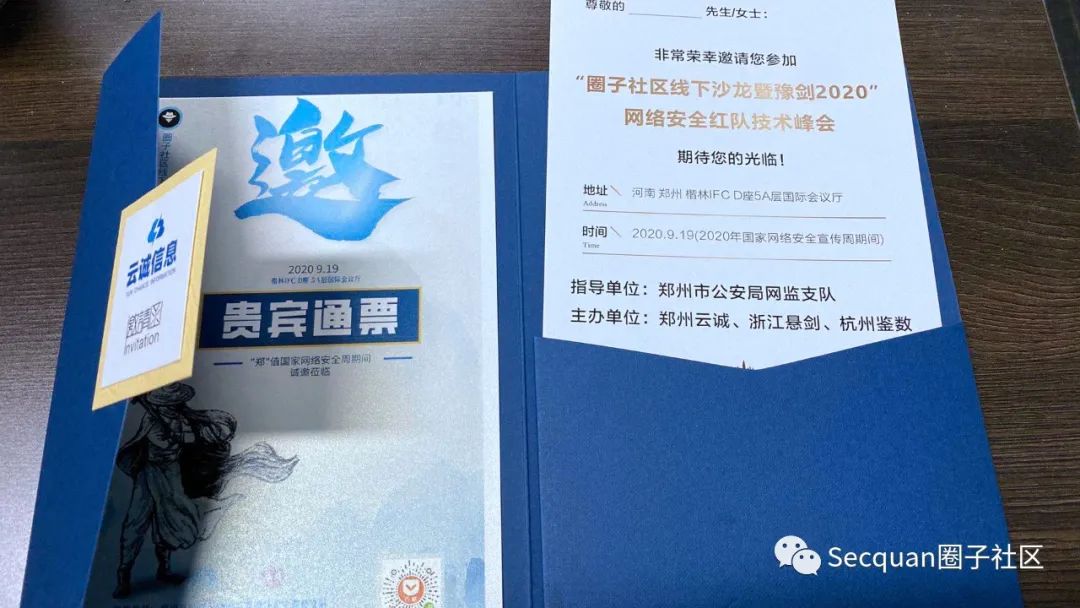 圈子社区线
邀
2020 9.19
楷林IFC D座 5A层国际会议厅
贵宾通票
“郑”值国家网络安全周期间
诚邀莅临
云诚信息
邀请函
Invitation
尊敬的 ________ 先生/女士：
非常荣幸邀请您参加
“圈子社区线下沙龙暨豫剑2020”
网络安全红队技术峰会
期待您的光临！
地址 河南 郑州 楷林IFC D座5A层国际会议厅
Address
时间 2020.9.19(2020年国家网络安全宣传周期间)
Time
指导单位：郑州市公安局网监支队
主办单位：郑州云诚、浙江悬剑、杭州鉴数
Secquan圈子社区